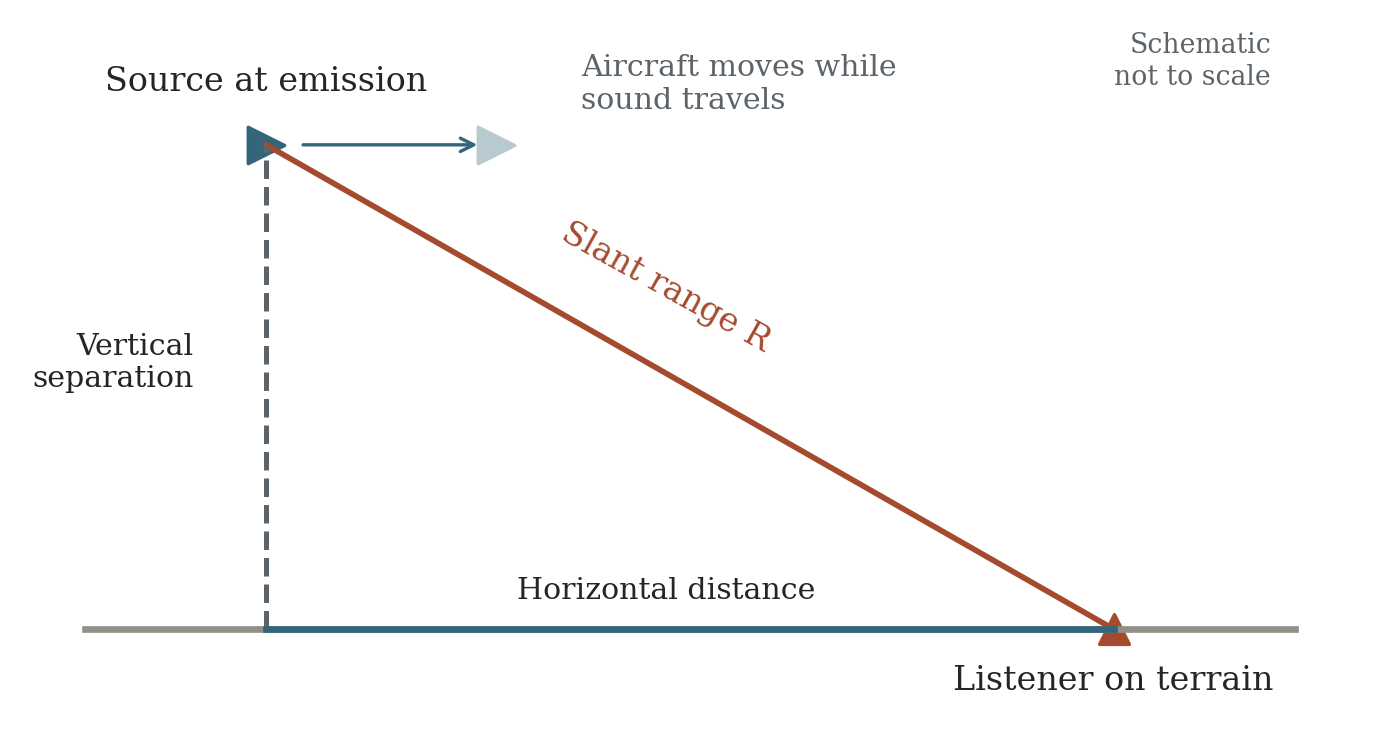 Schematic
not to scale
Source at emission
Aircraft moves while
sound travels
Slant range R
Vertical
separation
Horizontal distance
Listener on terrain